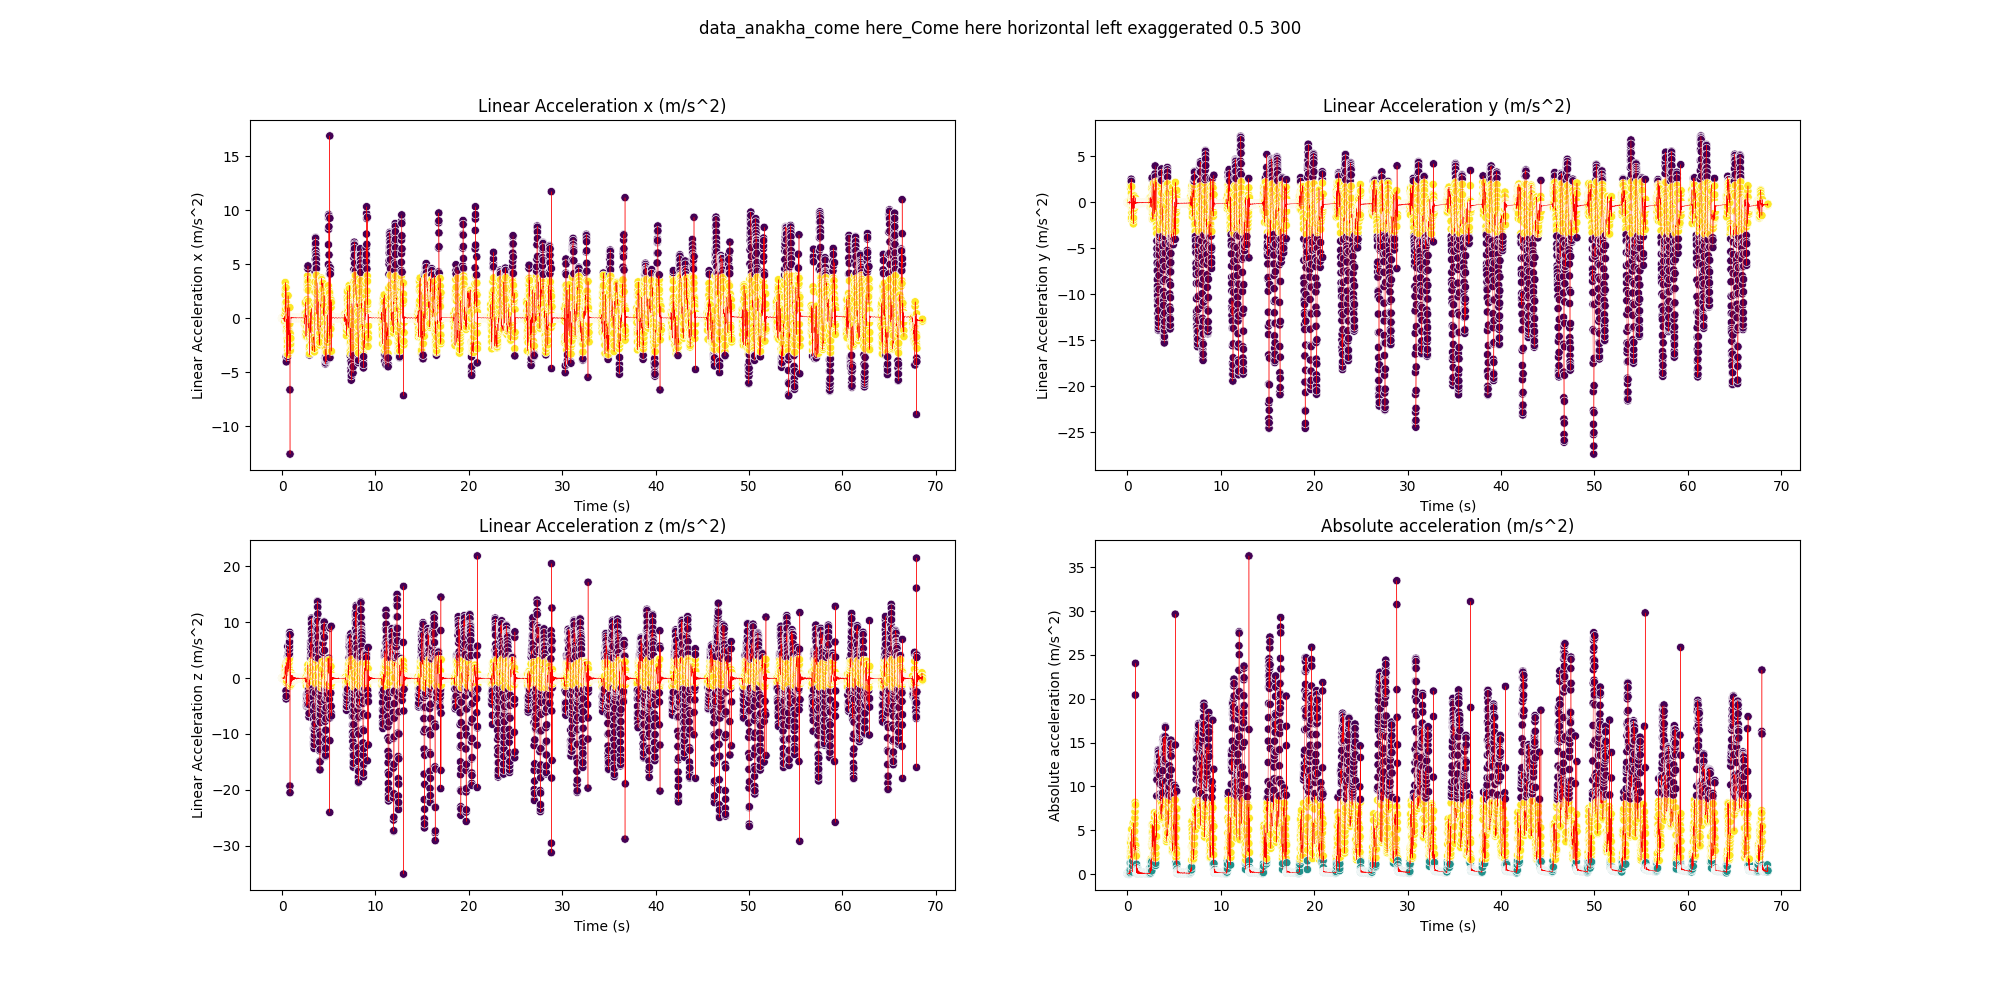 data_anakha_come here_Come here horizontal left exaggerated 0.5 300
Linear Acceleration x (m/s^2)
Linear Acceleration x (m/s^2)
15
10
5
0
−5
−10
0 10 20 30 40 50 60 70
Time (s)
Linear Acceleration y (m/s^2)
Linear Acceleration y (m/s^2)
5
0
−5
−10
−15
−20
−25
0 10 20 30 40 50 60 70
Time (s)
Linear Acceleration z (m/s^2)
Linear Acceleration z (m/s^2)
20
10
0
−10
−20
−30
0 10 20 30 40 50 60 70
Time (s)
Absolute acceleration (m/s^2)
Absolute acceleration (m/s^2)
35
30
25
20
15
10
5
0
0 10 20 30 40 50 60 70
Time (s)